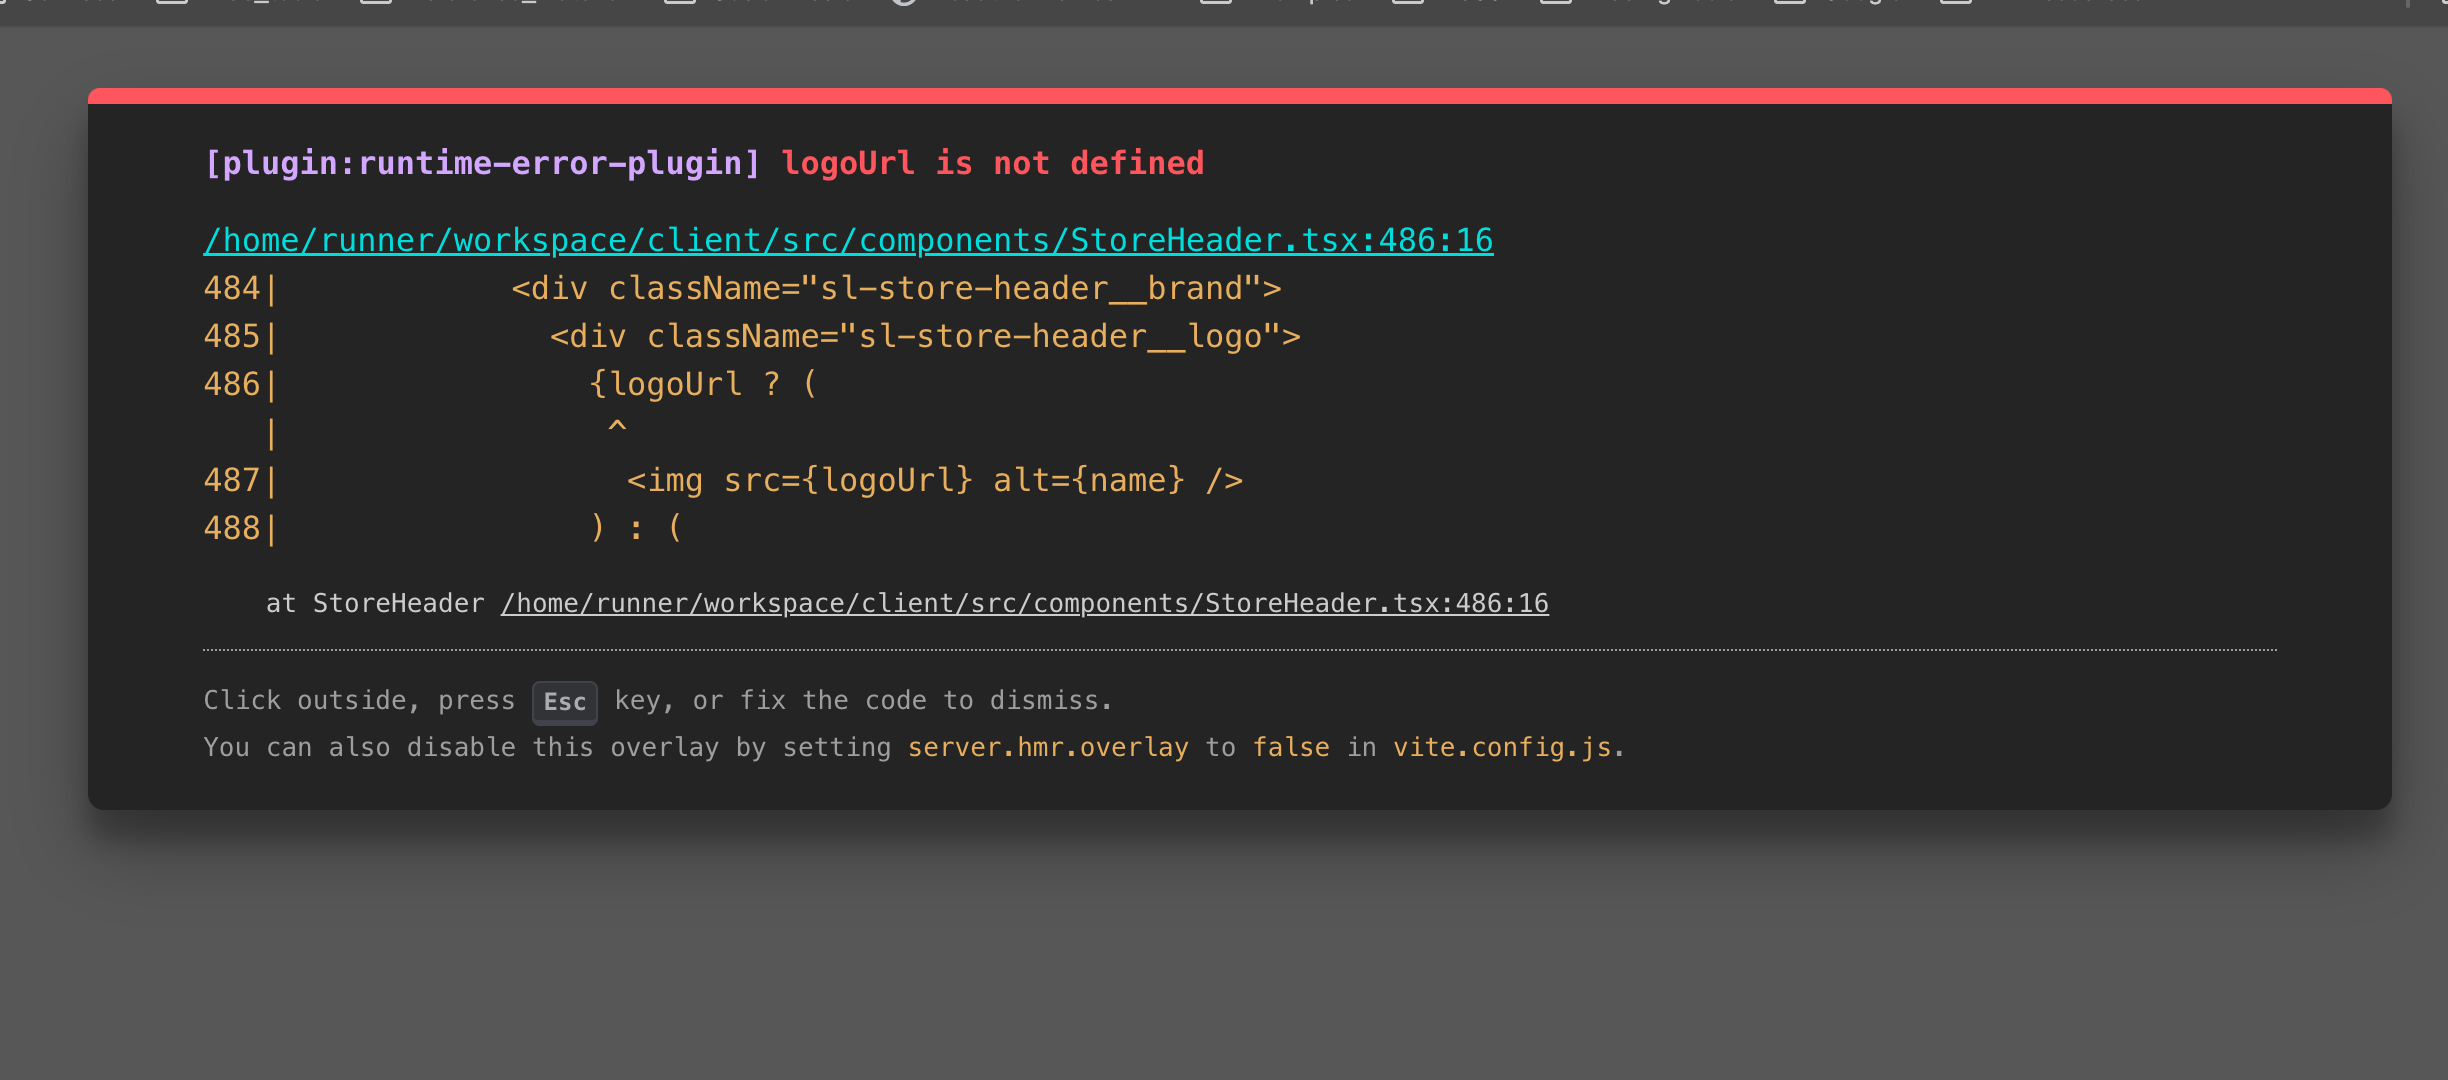 [plugin:runtime-error-plugin] logoUrl is not defined
/home/runner/workspace/client/src/components/StoreHeader.tsx:486:16
484|            <div className="sl-store-header__brand">
485|              <div className="sl-store-header__logo">
486|                {logoUrl ? (
   |                 ^
487|                  <img src={logoUrl} alt={name} />
488|                ) : (
at StoreHeader /home/runner/workspace/client/src/components/StoreHeader.tsx:486:16
Click outside, press Esc key, or fix the code to dismiss.
You can also disable this overlay by setting server.hmr.overlay to false in vite.config.js.